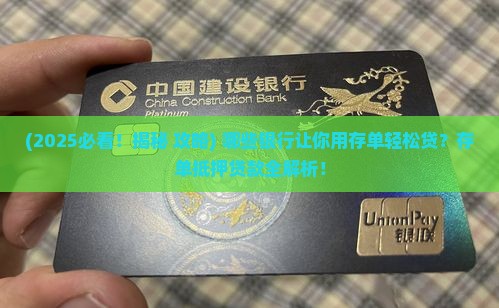 中国建设银行
China Construction Bank
Platinum
(2025必看！揭秘 攻略) 哪些银行让你用存单轻松贷？存
单抵押贷款全解析！
UnionPay
银联